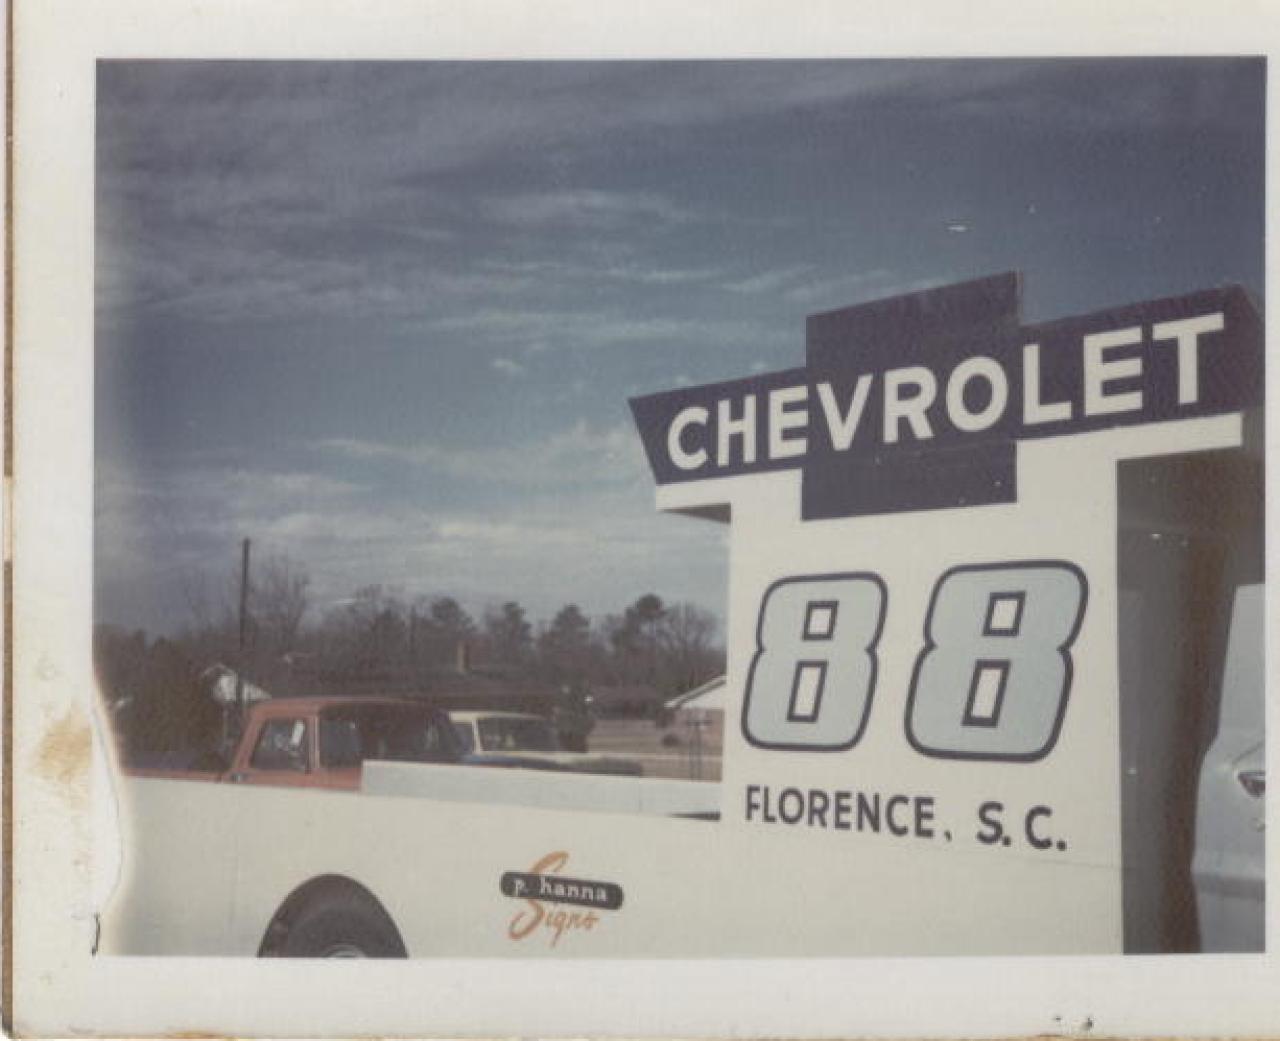 CHEVROLET
88
FLORENCE, S.C.
p. hanna
Signs